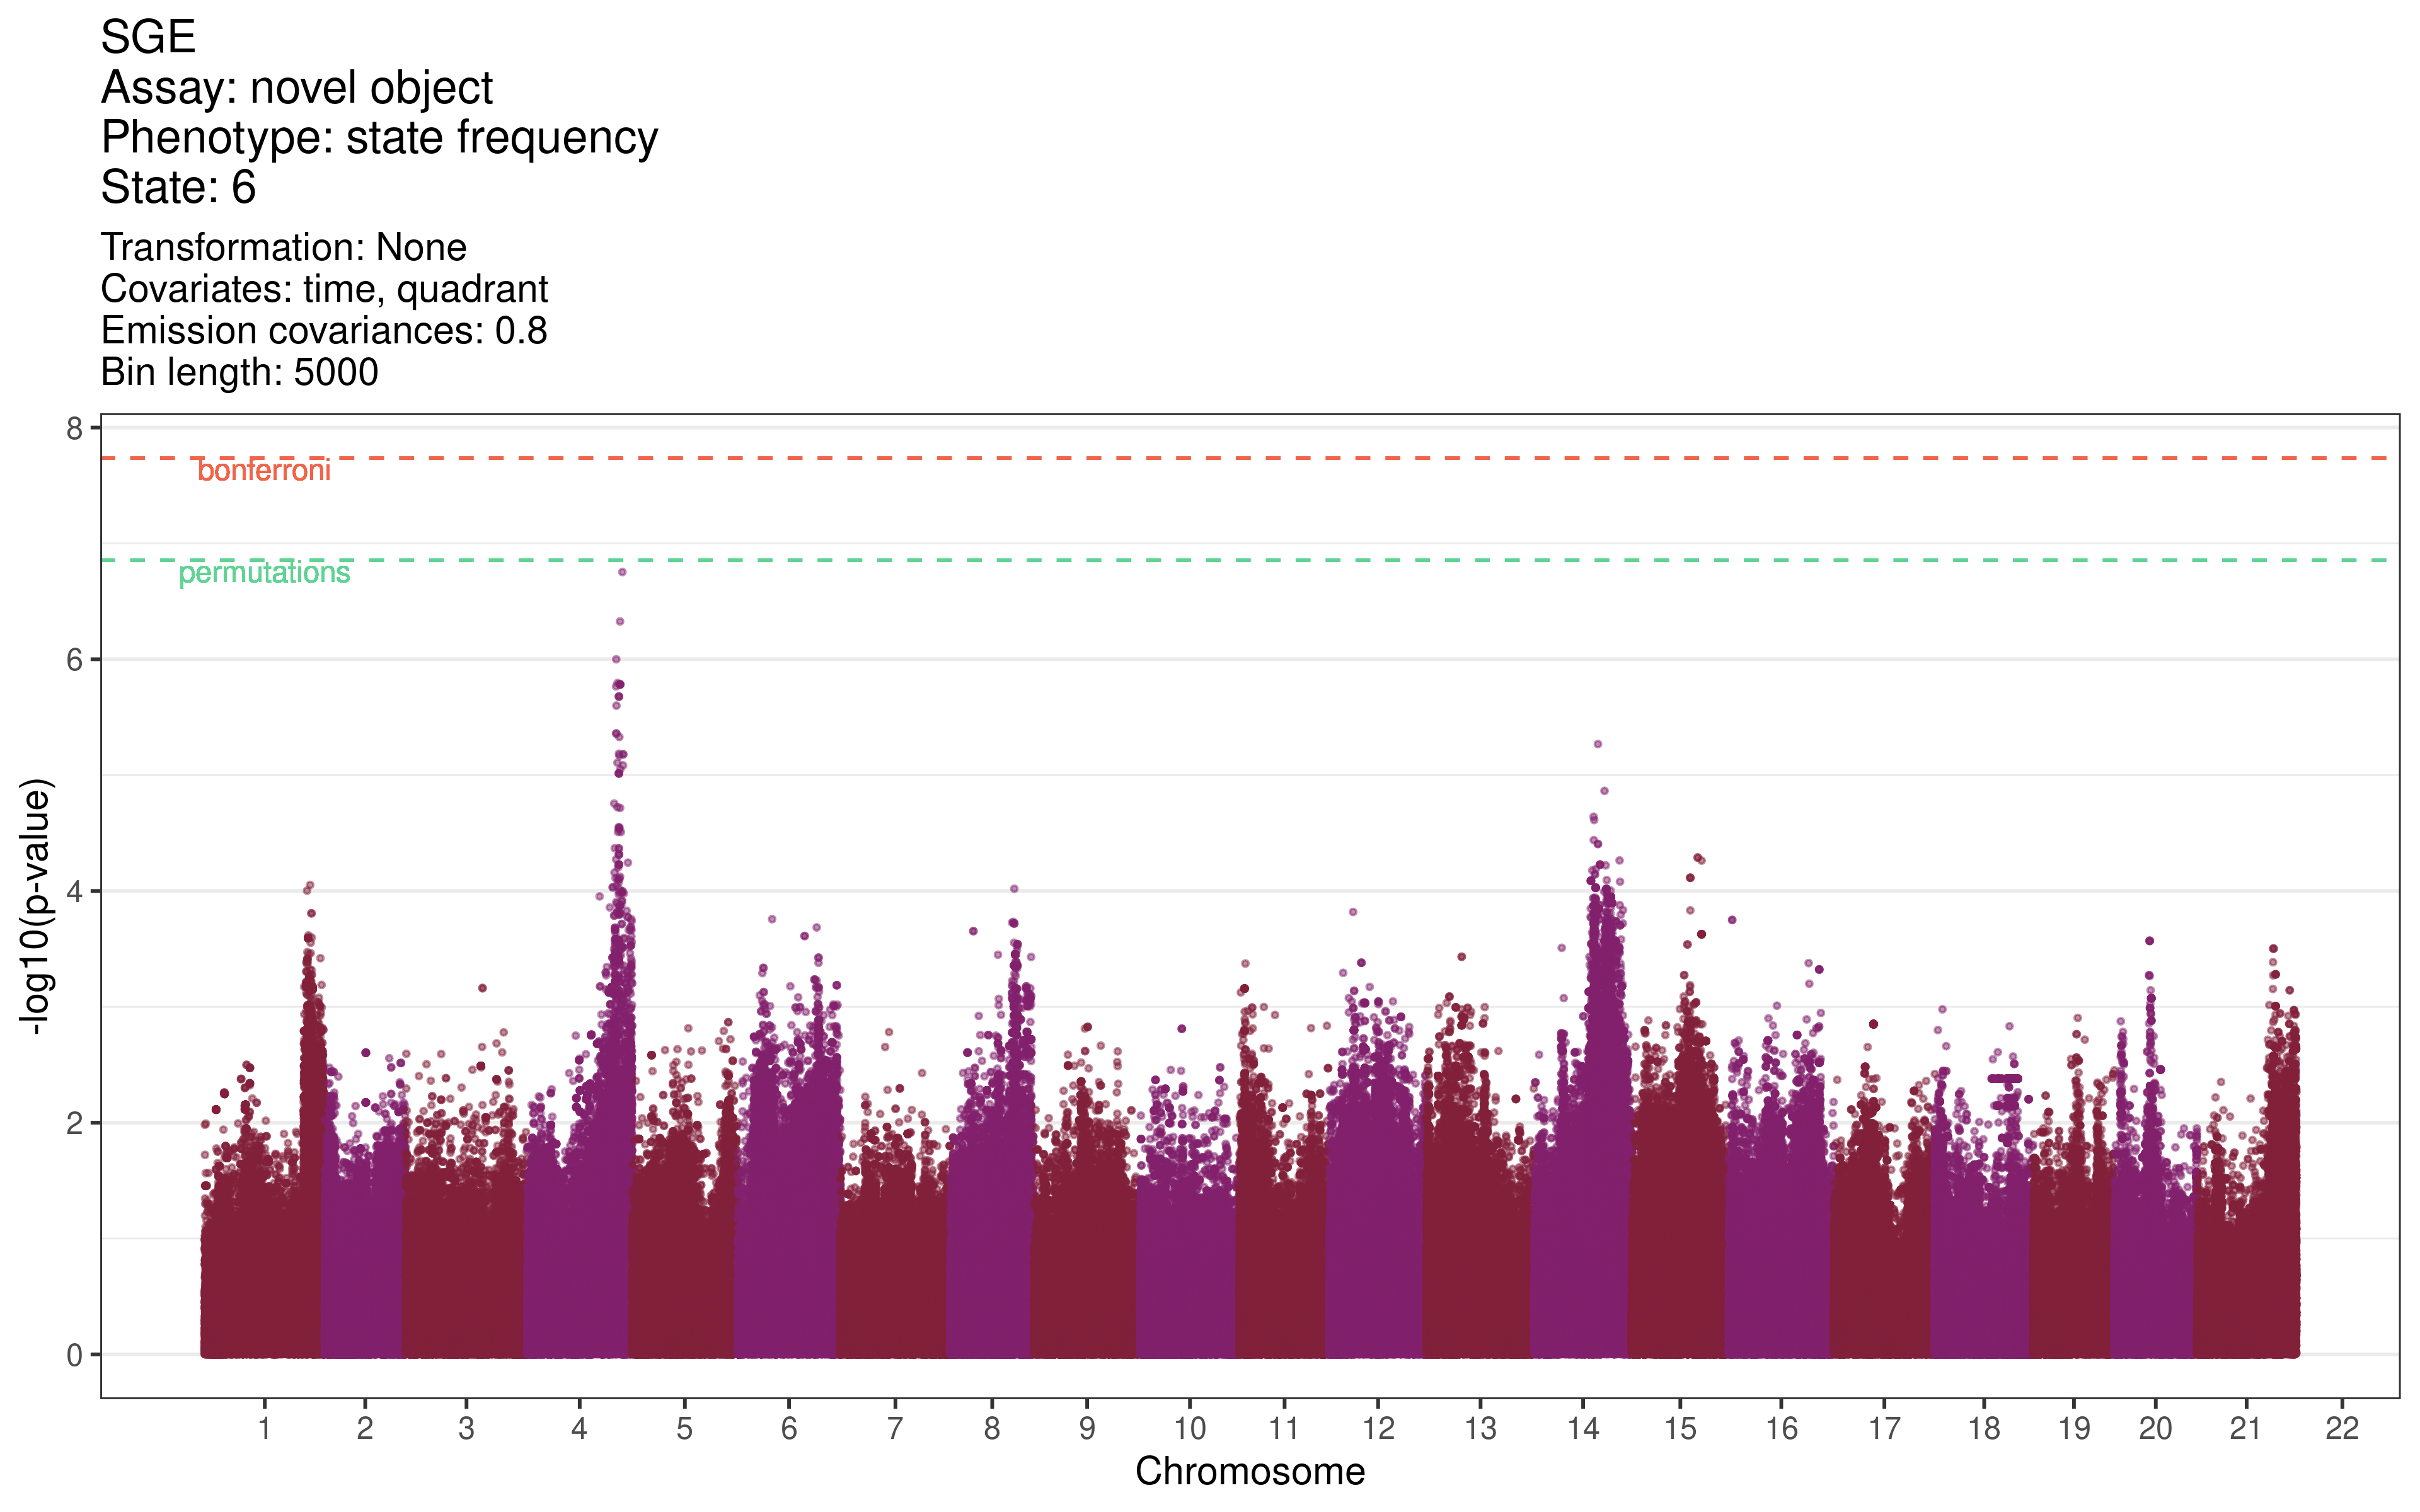 SGE
Assay: novel object
Phenotype: state frequency
State: 6
Transformation: None
Covariates: time, quadrant
Emission covariances: 0.8
Bin length: 5000
8
bonferroni
permutations
6
4
2
0
-log10(p-value)
1 2 3 4 5 6 7 8 9 10 11 12 13 14 15 16 17 18 19 20 21 22
Chromosome